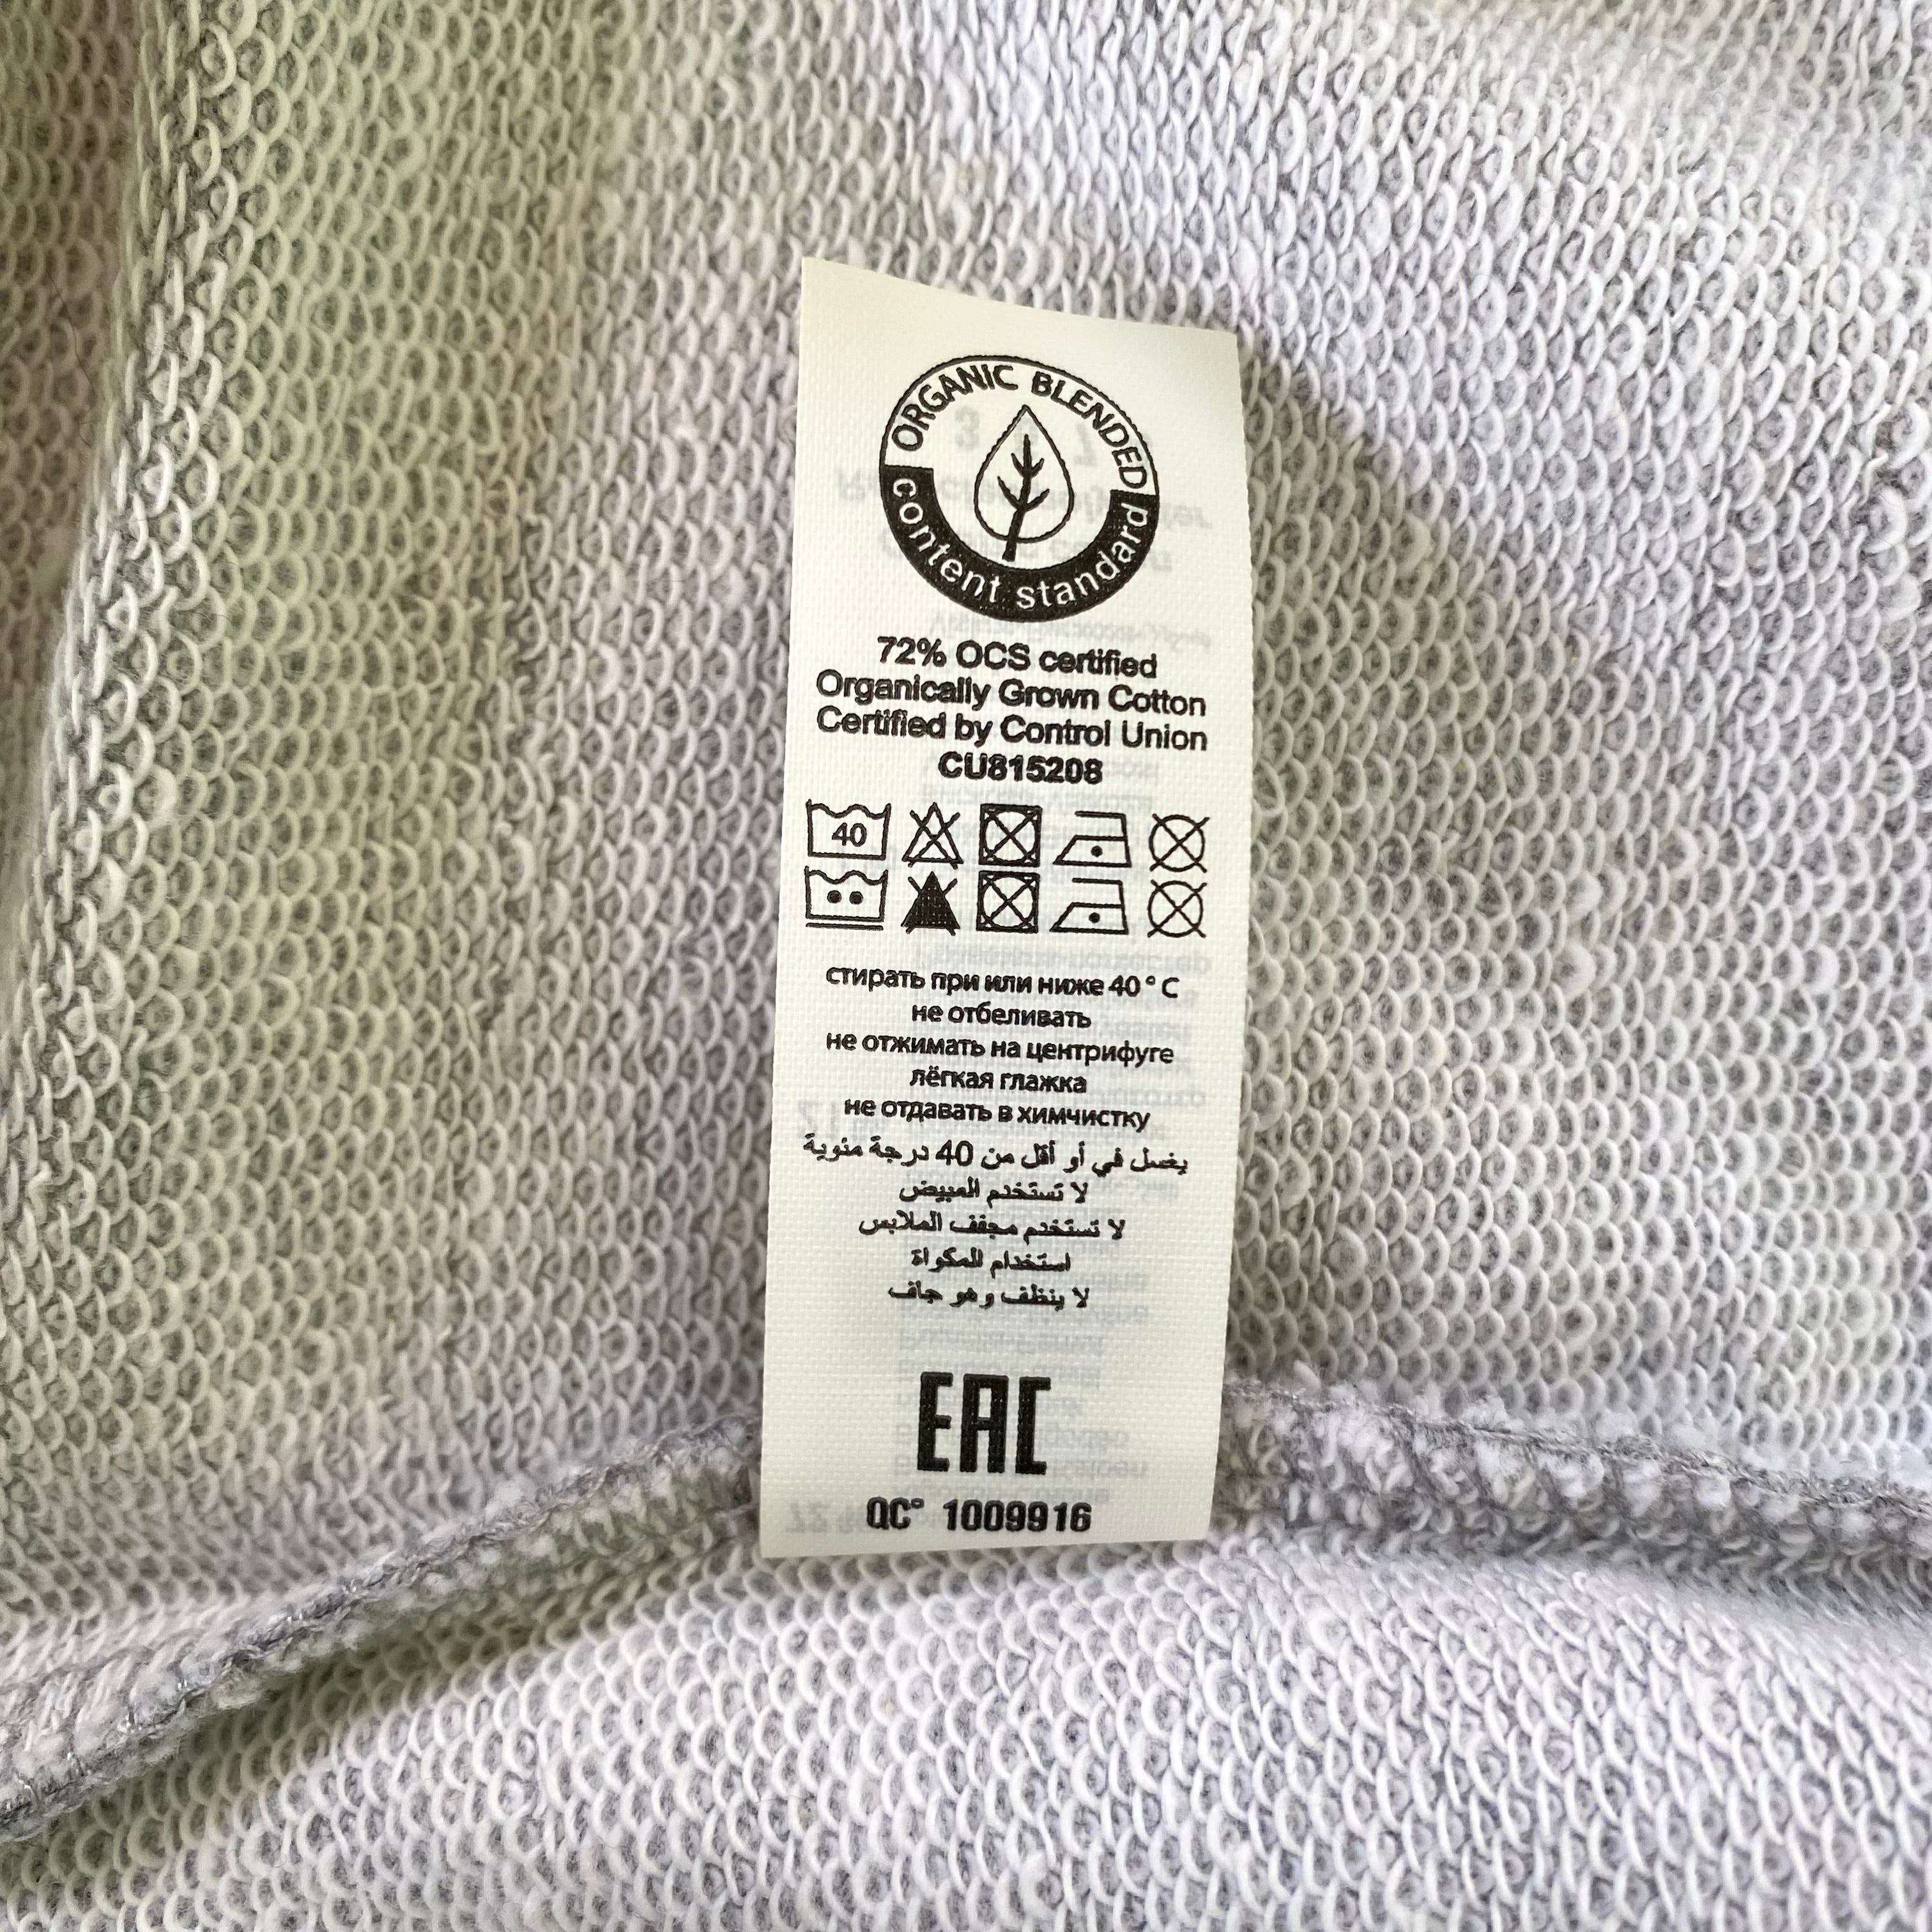 ORGANIC BLENDED
content standard
72% OCS certified
Organically Grown Cotton
Certified by Control Union
CU815208
40
стирать при или ниже 40 ° C
не отбеливать
не отжимать на центрифуге
лёгкая глажка
не отдавать в химчистку
يغسل في أو أقل من 40 درجة مئوية
لا تستخدم المبيض
لا تستخدم مجفف الملابس
استخدام للمكواة
لا ينظف وهو جاف
EAC
QC° 1009916